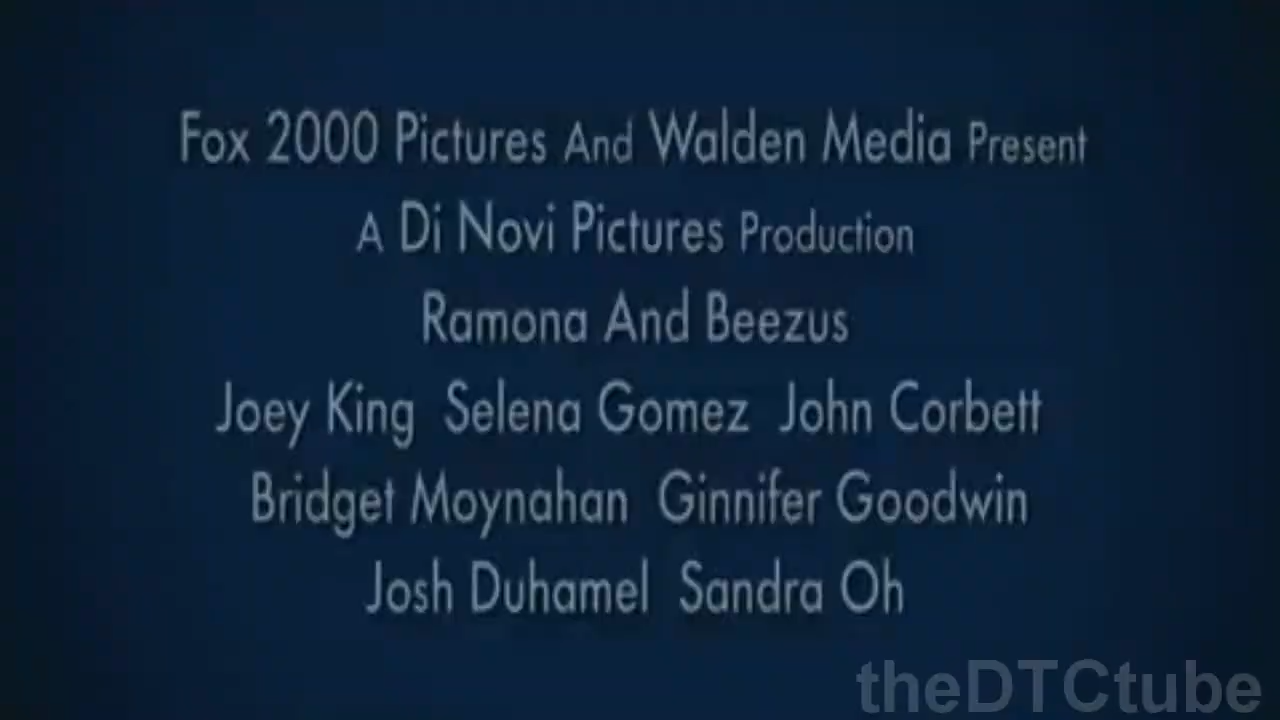 Fox 2000 Pictures And Walden Media Present
A Di Novi Pictures Production
Ramona And Beezus
Joey King Selena Gomez John Corbett
Bridget Moynahan Ginnifer Goodwin
Josh Duhamel Sandra Oh
theDTCtube